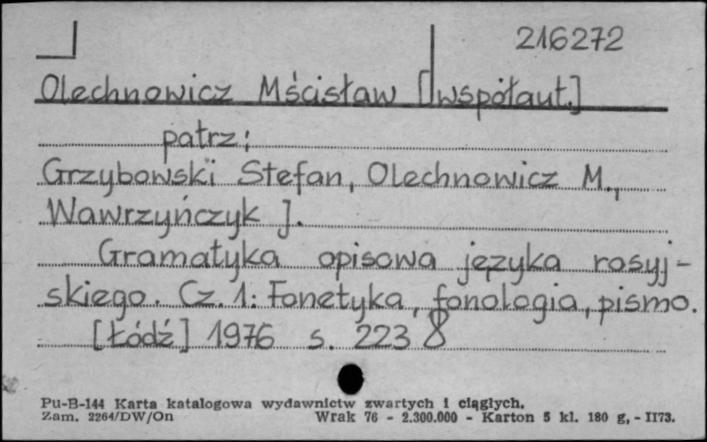 216272
Olechnowicz Mścisław [współaut.]
patrz:
Grzybowski Stefan, Olechnowicz M.,
Wawrzyńczyk J.
Gramatyka opisowa języka rosyj-
skiego. Cz. 1: Fonetyka, fonologia, pismo.
[Łódź] 1976 s. 223 8
Pu-B-144 Karta katalogowa wydawnictw zwartych i ciągłych.
Zam. 2264/DW/On Wrak 76 - 2.300.000 - Karton 5 kl. 180 g. - II73.